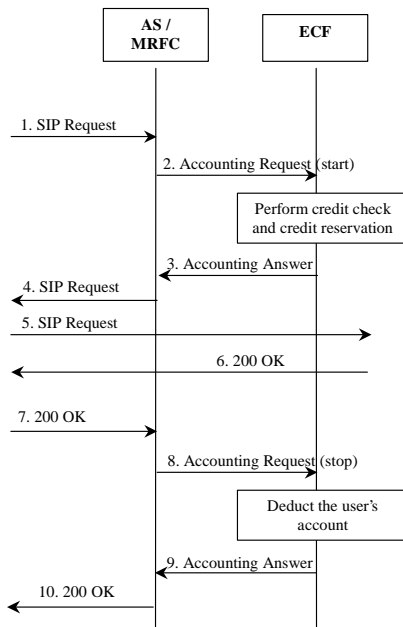 AS /
MRFC
ECF
1. SIP Request
2. Accounting Request (start)
Perform credit check
and credit reservation
3. Accounting Answer
4. SIP Request
5. SIP Request
6. 200 OK
7. 200 OK
8. Accounting Request (stop)
Deduct the user's
account
9. Accounting Answer
10. 200 OK